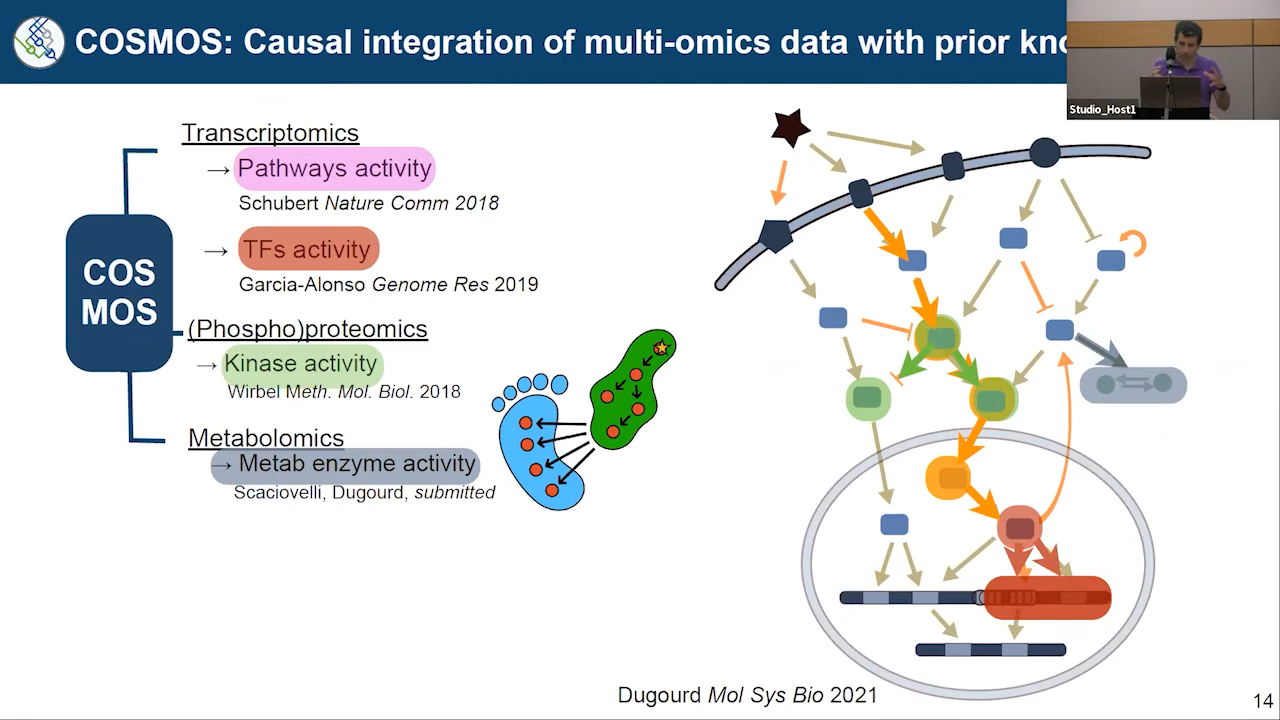 COSMOS: Causal integration of multi-omics data with prior
Studio_Host1
Transcriptomics
→ Pathways activity
Schubert Nature Comm 2018
→ TFs activity
Garcia-Alonso Genome Res 2019
COS
MOS
(Phospho)proteomics
→ Kinase activity
Wirbel Meth. Mol. Biol. 2018
Metabolomics
→ Metab enzyme activity
Scaciovelli, Dugourd, submitted
Dugourd Mol Sys Bio 2021
14